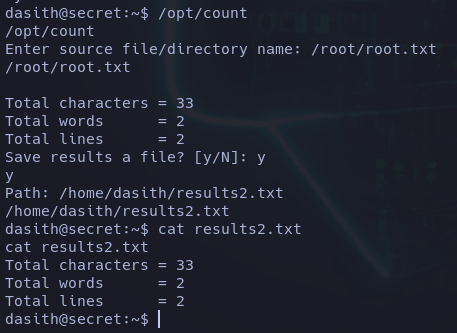 dasith@secret:~$ /opt/count
/opt/count
Enter source file/directory name: /root/root.txt
/root/root.txt

Total characters = 33
Total words      = 2
Total lines      = 2
Save results a file? [y/N]: y
y
Path: /home/dasith/results2.txt
/home/dasith/results2.txt
dasith@secret:~$ cat results2.txt
cat results2.txt
Total characters = 33
Total words      = 2
Total lines      = 2
dasith@secret:~$